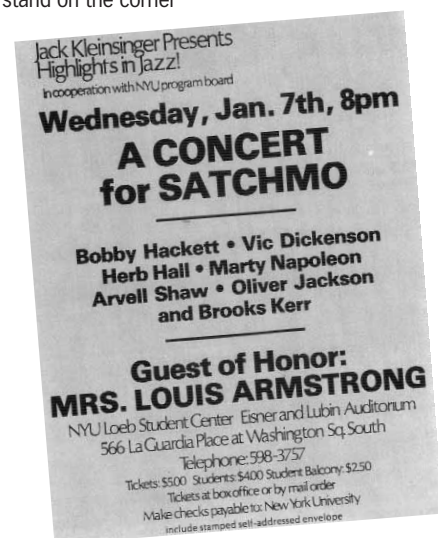 stand on the corner
Jack Kleinsinger Presents
Highlights in Jazz!
In cooperation with NYU program board
Wednesday, Jan. 7th, 8pm
A CONCERT
for SATCHMO
Bobby Hackett • Vic Dickenson
Herb Hall • Marty Napoleon
Arvell Shaw • Oliver Jackson
and Brooks Kerr
Guest of Honor:
MRS. LOUIS ARMSTRONG
NYU Loeb Student Center Eisner and Lubin Auditorium
566 La Guardia Place at Washington Sq. South
Telephone: 598-3757
Tickets: $5.00 Students: $4.00 Student Balcony: $2.50
Tickets at box office or by mail order
Make checks payable to: New York University
include stamped self-addressed envelope